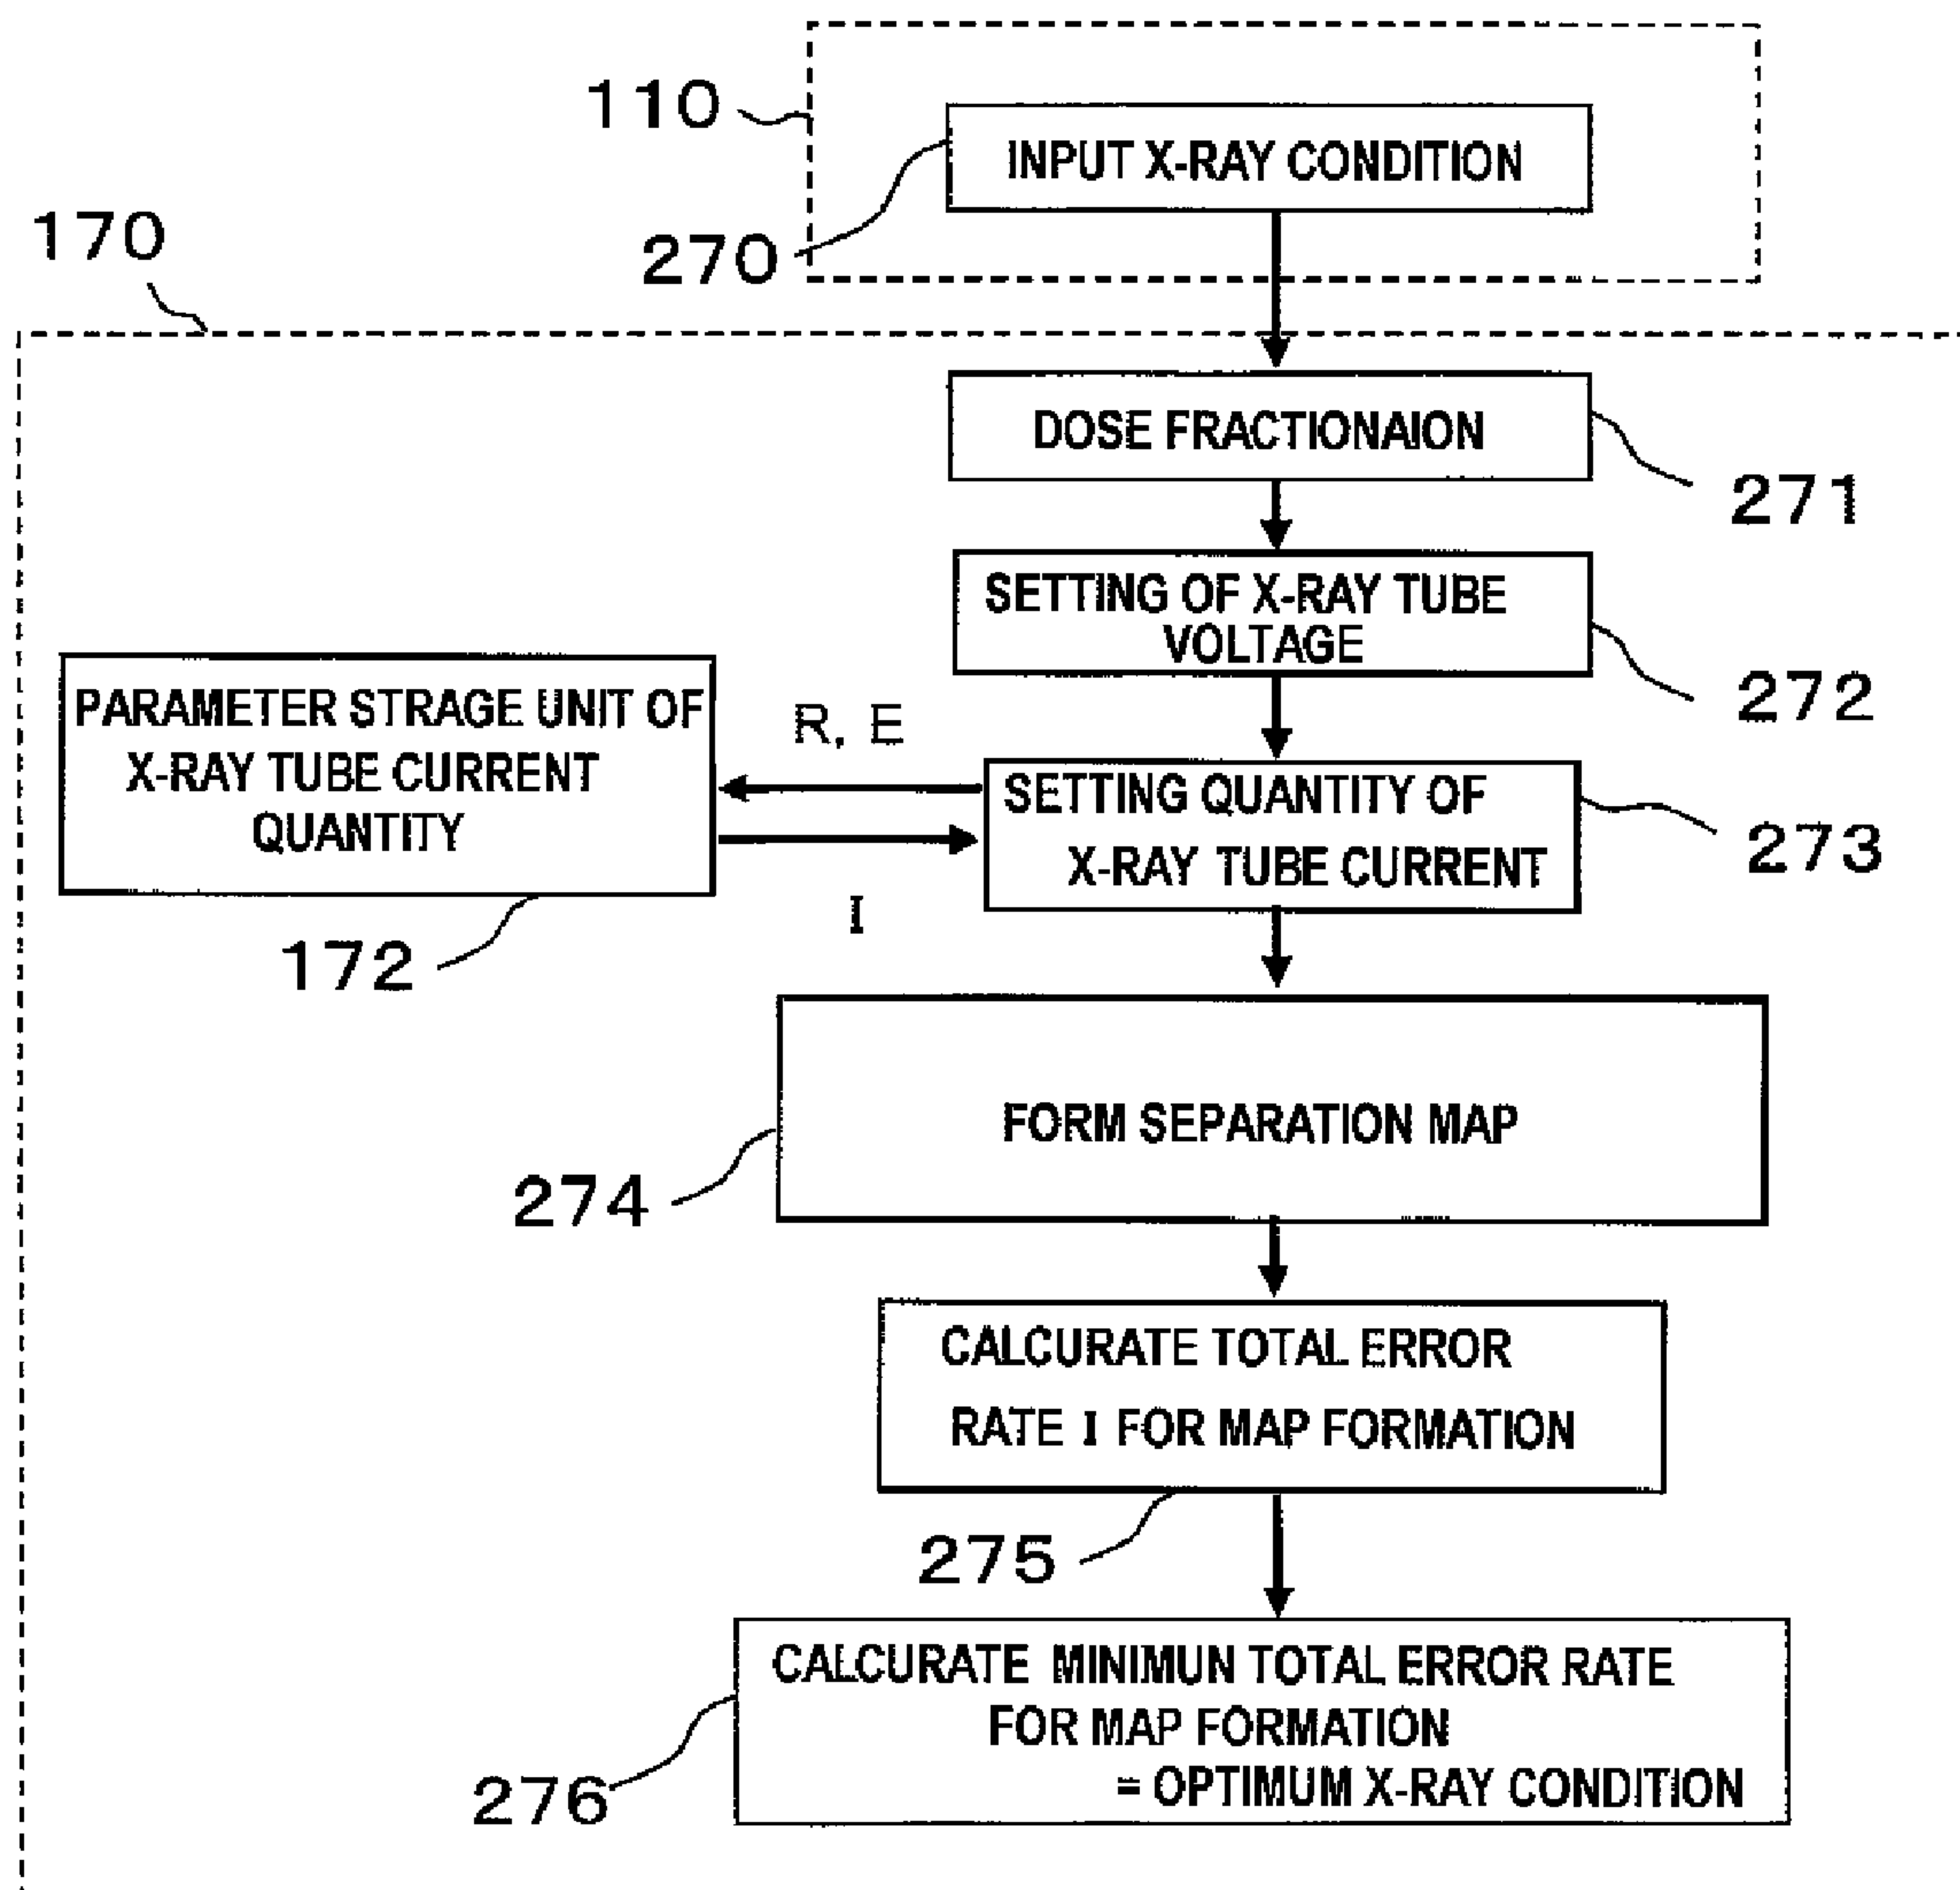 110
INPUT X-RAY CONDITION
270
170
DOSE FRACTIONAION
271
SETTING OF X-RAY TUBE
VOLTAGE
272
PARAMETER STRAGE UNIT OF
X-RAY TUBE CURRENT
QUANTITY
172
R, E
I
SETTING QUANTITY OF
X-RAY TUBE CURRENT
273
FORM SEPARATION MAP
274
CALCURATE TOTAL ERROR
RATE I FOR MAP FORMATION
275
CALCURATE MINIMUN TOTAL ERROR RATE
FOR MAP FORMATION
= OPTIMUM X-RAY CONDITION
276